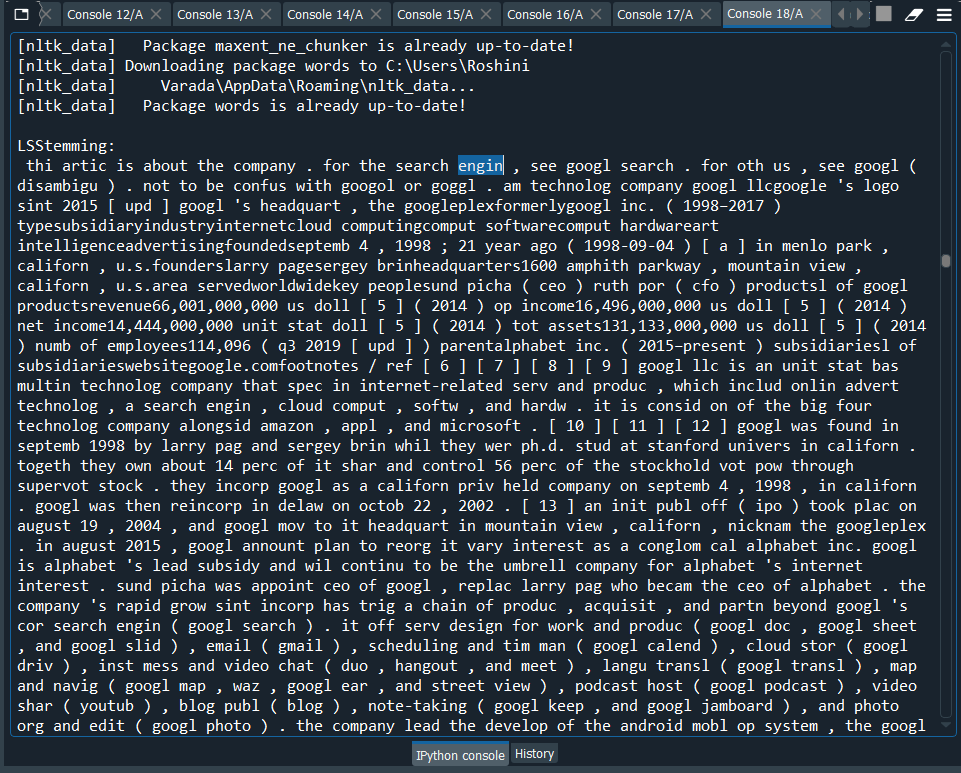 Console 12/A Console 13/A Console 14/A Console 15/A Console 16/A Console 17/A Console 18/A
[nltk_data]   Package maxent_ne_chunker is already up-to-date!
[nltk_data] Downloading package words to C:\Users\Roshini
[nltk_data]     Varada\AppData\Roaming\nltk_data...
[nltk_data]   Package words is already up-to-date!
LSStemming:
thi artic is about the company . for the search engin , see googl search . for oth us , see googl (
disambigu ) . not to be confus with googol or goggl . am technolog company googl llcgoogle 's logo
sint 2015 [ upd ] googl 's headquart , the googleplexformerlygoogl inc. ( 1998–2017 )
typesubsidiaryindustryinternetcloud computingcomput softwarecomput hardwareart
intelligenceadvertisingfoundedseptemb 4 , 1998 ; 21 year ago ( 1998-09-04 ) [ a ] in menlo park ,
californ , u.s.founderslarry pagesergey brinheadquarters1600 amphith parkway , mountain view ,
californ , u.s.area servedworldwidekey peoplesund picha ( ceo ) ruth por ( cfo ) productsl of googl
productsrevenue66,001,000,000 us doll [ 5 ] ( 2014 ) op income16,496,000,000 us doll [ 5 ] ( 2014 )
net income14,444,000,000 unit stat doll [ 5 ] ( 2014 ) tot assets131,133,000,000 us doll [ 5 ] ( 2014
) numb of employees114,096 ( q3 2019 [ upd ] ) parentalphabet inc. ( 2015–present ) subsidiariesl of
subsidiarieswebsitegoogle.comfootnotes / ref [ 6 ] [ 7 ] [ 8 ] [ 9 ] googl llc is an unit stat bas
multin technolog company that spec in internet-related serv and produc , which includ onlin advert
technolog , a search engin , cloud comput , softw , and hardw . it is consid on of the big four
technolog company alongsid amazon , appl , and microsoft . [ 10 ] [ 11 ] [ 12 ] googl was found in
septemb 1998 by larry pag and sergey brin whil they wer ph.d. stud at stanford univers in californ .
togeth they own about 14 perc of it shar and control 56 perc of the stockhold vot pow through
supervot stock . they incorp googl as a californ priv held company on septemb 4 , 1998 , in californ
. googl was then reincorp in delaw on octob 22 , 2002 . [ 13 ] an init publ off ( ipo ) took plac on
august 19 , 2004 , and googl mov to it headquart in mountain view , californ , nicknam the googleplex
. in august 2015 , googl annount plan to reorg it vary interest as a conglom cal alphabet inc. googl
is alphabet 's lead subsidy and wil continu to be the umbrell company for alphabet 's internet
interest . sund picha was appoint ceo of googl , replac larry pag who becam the ceo of alphabet . the
company 's rapid grow sint incorp has trig a chain of produc , acquisit , and partn beyond googl 's
cor search engin ( googl search ) . it off serv design for work and produc ( googl doc , googl sheet
, and googl slid ) , email ( gmail ) , scheduling and tim man ( googl calend ) , cloud stor ( googl
driv ) , inst mess and video chat ( duo , hangout , and meet ) , langu transl ( googl transl ) , map
and navig ( googl map , waz , googl ear , and street view ) , podcast host ( googl podcast ) , video
shar ( youtub ) , blog publ ( blog ) , note-taking ( googl keep , and googl jamboard ) , and photo
org and edit ( googl photo ) . the company lead the develop of the android mobl op system , the googl
IPython console History